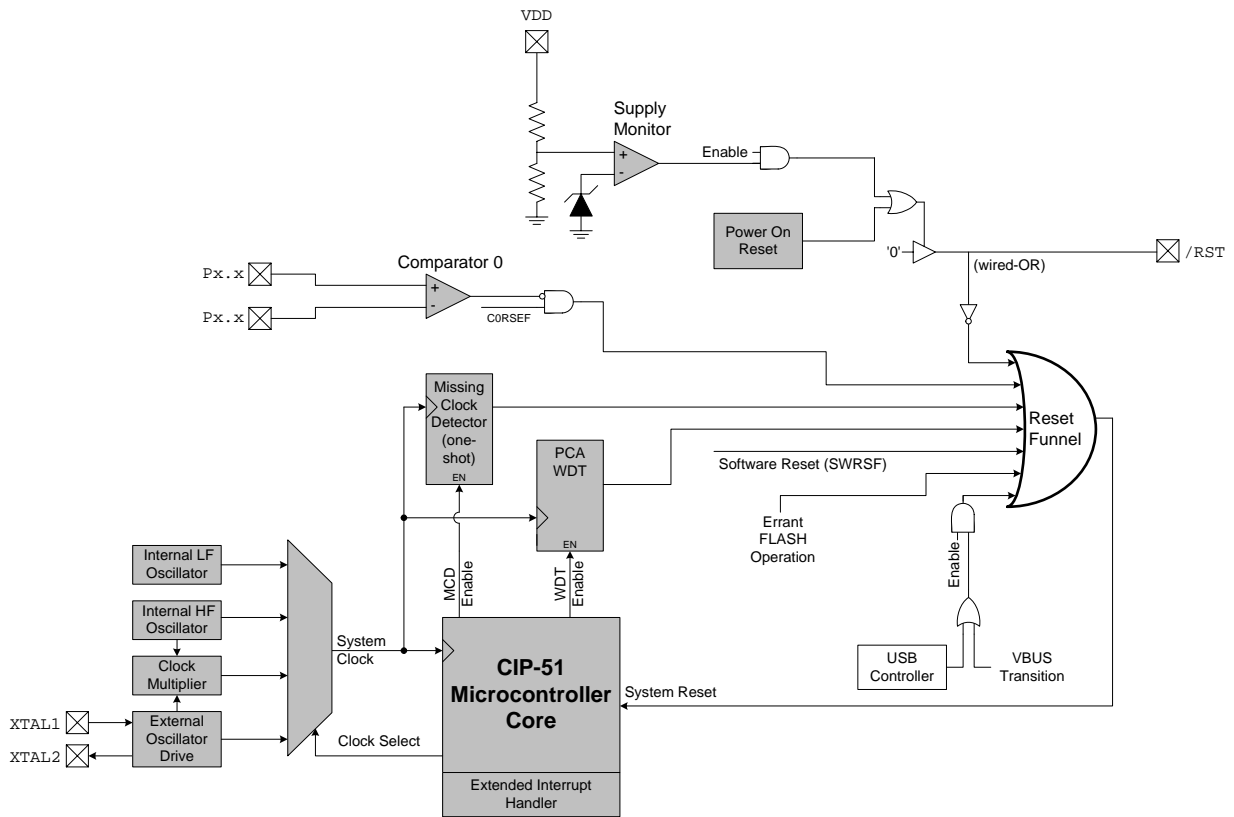 VDD
Supply
Monitor
+
-
Enable
Power On
Reset
'0'
(wired-OR)
/RST
Px.x
Px.x
Comparator 0
+
-
C0RSEF
Missing
Clock
Detector
(one-
shot)
EN
PCA
WDT
EN
Software Reset (SWRSF)
Errant
FLASH
Operation
Reset
Funnel
Enable
USB
Controller
VBUS
Transition
Internal LF
Oscillator
Internal HF
Oscillator
Clock
Multiplier
External
Oscillator
Drive
XTAL1
XTAL2
System
Clock
Clock Select
MCD
Enable
WDT
Enable
CIP-51
Microcontroller
Core
System Reset
Extended Interrupt
Handler